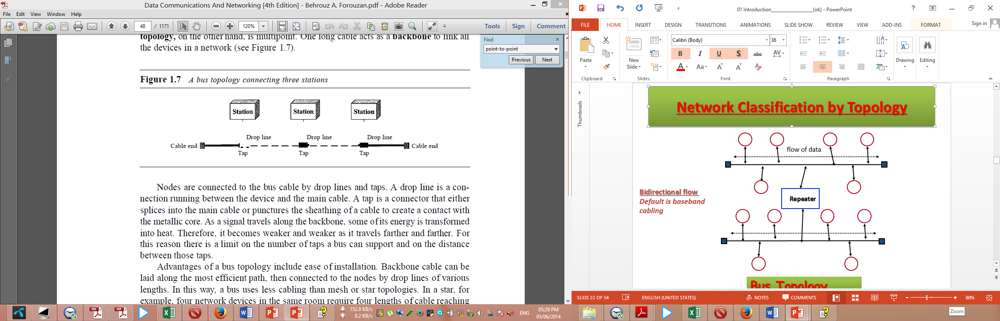 Data Communications And Networking [4th Edition] - Behrouz A. Forouzan.pdf - Adobe Reader
File Edit View Window Help
48 / 1171 120% Tools Sign Comment
topology, on the other hand, is multipoint. One long cable acts as a backbone to link all
the devices in a network (see Figure 1.7).
Find
point-to-point
Previous Next
Figure 1.7 A bus topology connecting three stations
Station Station Station
Drop line Drop line Drop line
Cable end Cable end
Tap Tap Tap
Nodes are connected to the bus cable by drop lines and taps. A drop line is a con-
nection running between the device and the main cable. A tap is a connector that either
splices into the main cable or punctures the sheathing of a cable to create a contact with
the metallic core. As a signal travels along the backbone, some of its energy is transformed
into heat. Therefore, it becomes weaker and weaker as it travels farther and farther. For
this reason there is a limit on the number of taps a bus can support and on the distance
between those taps.
Advantages of a bus topology include ease of installation. Backbone cable can be
laid along the most efficient path, then connected to the nodes by drop lines of various
lengths. In this way, a bus uses less cabling than mesh or star topologies. In a star, for
example, four network devices in the same room require four lengths of cable reaching
152.8 KB/s
8.2 KB/s
ENG
05:29 PM
05/06/2014
01 Introduction__________________(ok) - PowerPoint
FILE HOME INSERT DESIGN TRANSITIONS ANIMATIONS SLIDE SHOW REVIEW VIEW ADD-INS FORMAT Sign in
Calibri (Body) 36
B I U S abc AV
A Aa A A
Paste
New
Slide
Drawing Editing
Clipboard Slides Font Paragraph
Thumbnails
Network Classification by Topology
flow of data
Bidirectional flow
Default is baseband
cabling
Repeater
Bus Topology
SLIDE 23 OF 54 ENGLISH (UNITED STATES) NOTES COMMENTS 80%
Zoom